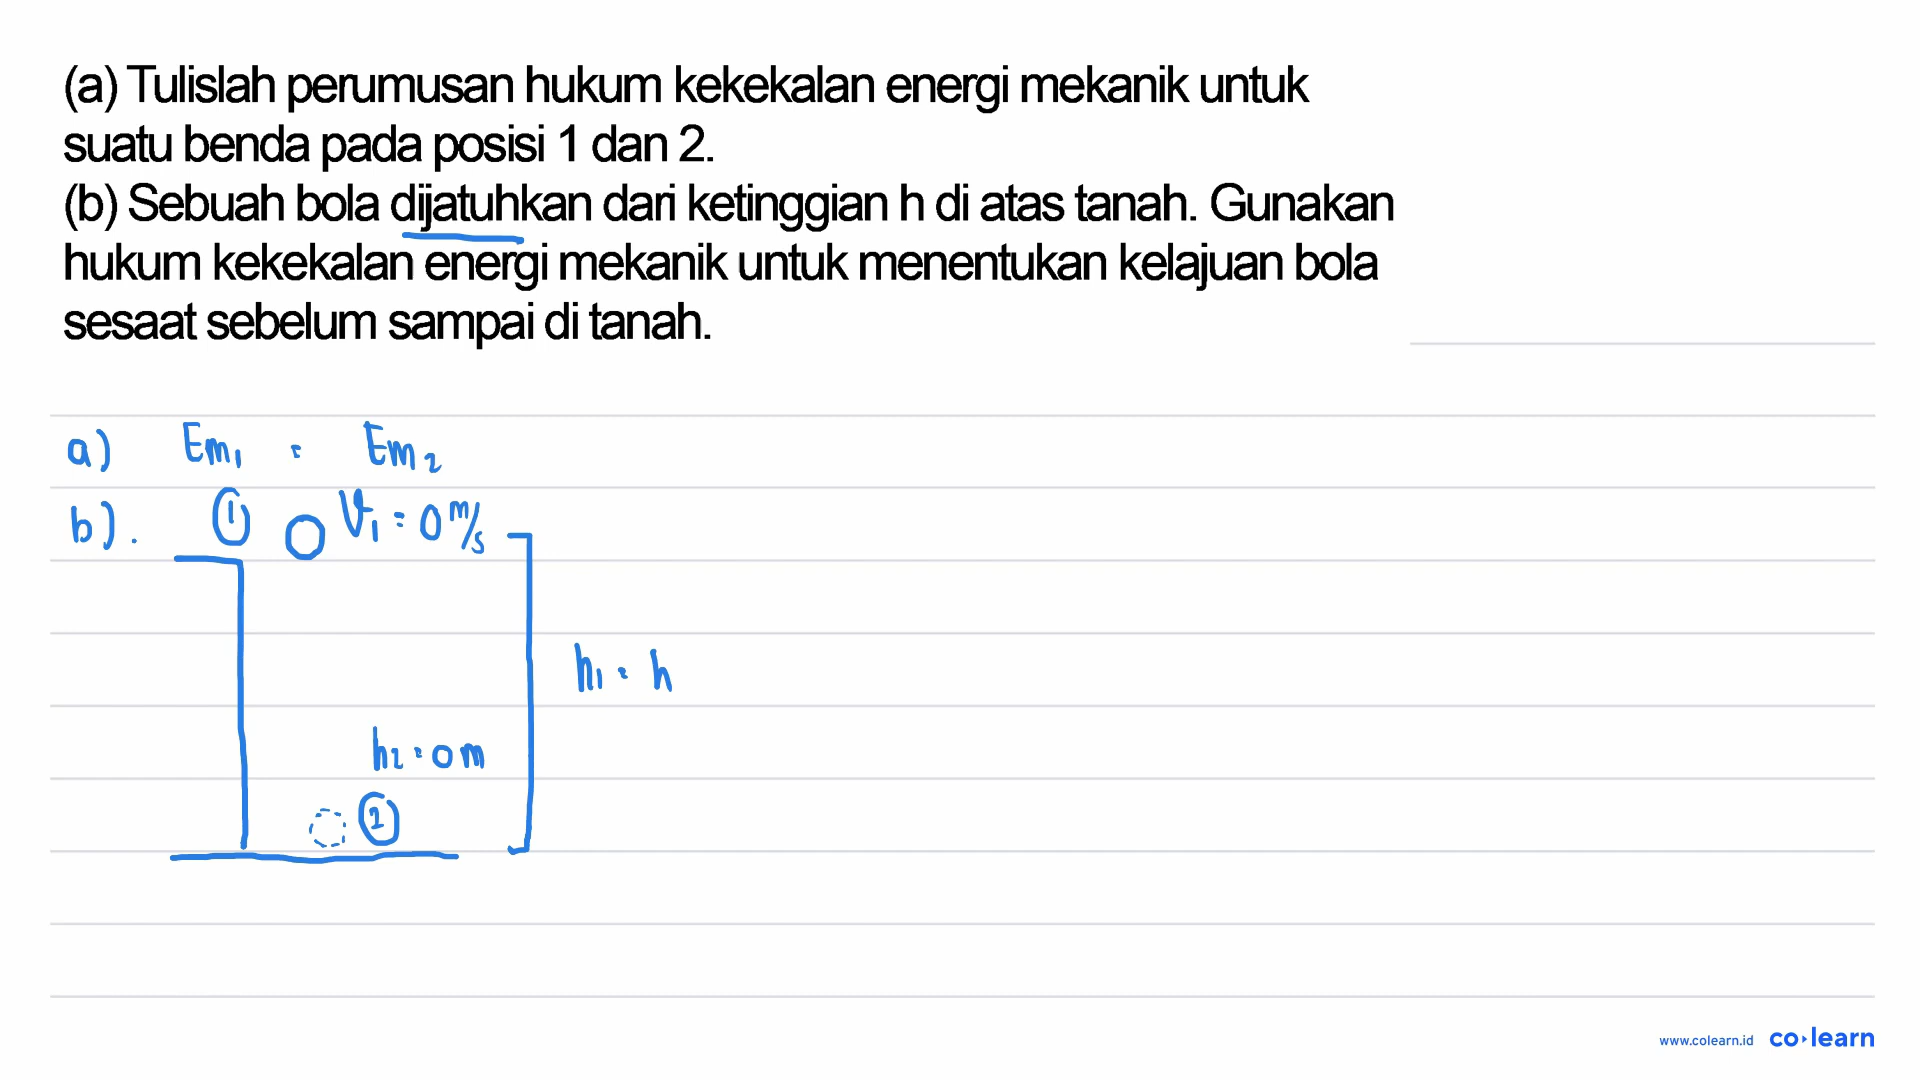 (a) Tulislah perumusan hukum kekekalan energi mekanik untuk
suatu benda pada posisi 1 dan 2.
(b) Sebuah bola dijatuhkan dari ketinggian h di atas tanah. Gunakan
hukum kekekalan energi mekanik untuk menentukan kelajuan bola
sesaat sebelum sampai di tanah.
a) Em₁ = Em₂
b). ① v₁ = 0 m/s
h₁ = h
h₂ = 0 m
②
www.colearn.id co learn